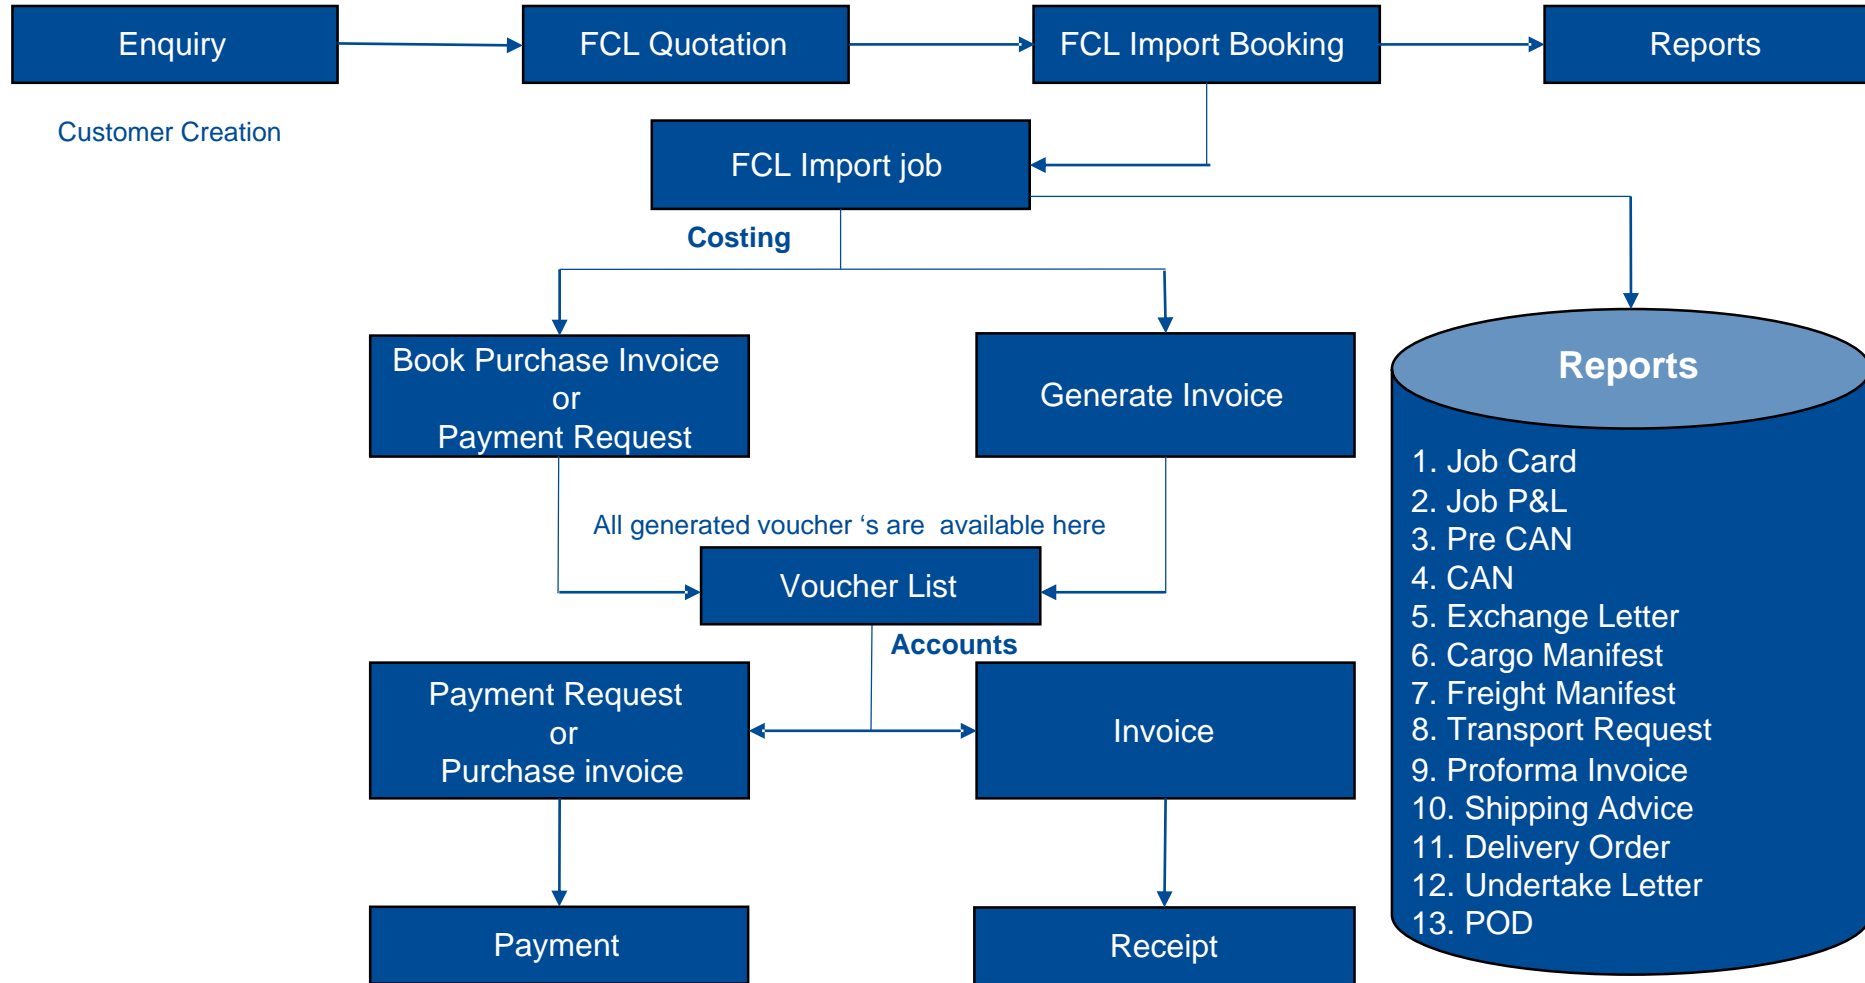 Enquiry
FCL Quotation
FCL Import Booking
Reports
Customer Creation
FCL Import job
Costing
Book Purchase Invoice
or
Payment Request
Generate Invoice
All generated voucher ‘s are  available here
Voucher List
Accounts
Payment Request
or
Purchase invoice
Invoice
Payment
Receipt
Reports
1. Job Card
2. Job P&L
3. Pre CAN
4. CAN
5. Exchange Letter
6. Cargo Manifest
7. Freight Manifest
8. Transport Request
9. Proforma Invoice
10. Shipping Advice
11. Delivery Order
12. Undertake Letter
13. POD